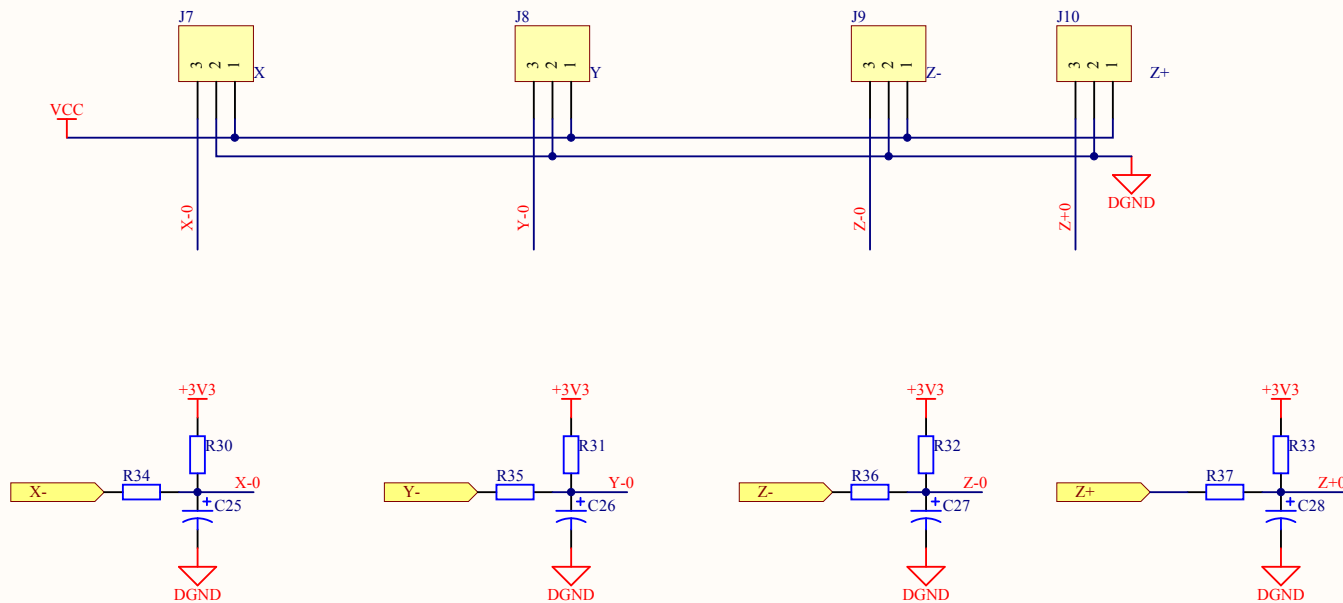 J7
J8
J9
J10
3 2 1
3 2 1
3 2 1
3 2 1
X
Y
Z-
Z+
VCC
X-0
Y-0
Z-0
Z+0
DGND
+3V3
+3V3
+3V3
+3V3
R30
R31
R32
R33
R34
R35
R36
R37
X-
X-0
Y-
Y-0
Z-
Z-0
Z+
Z+0
+
C25
+
C26
+
C27
+
C28
DGND
DGND
DGND
DGND